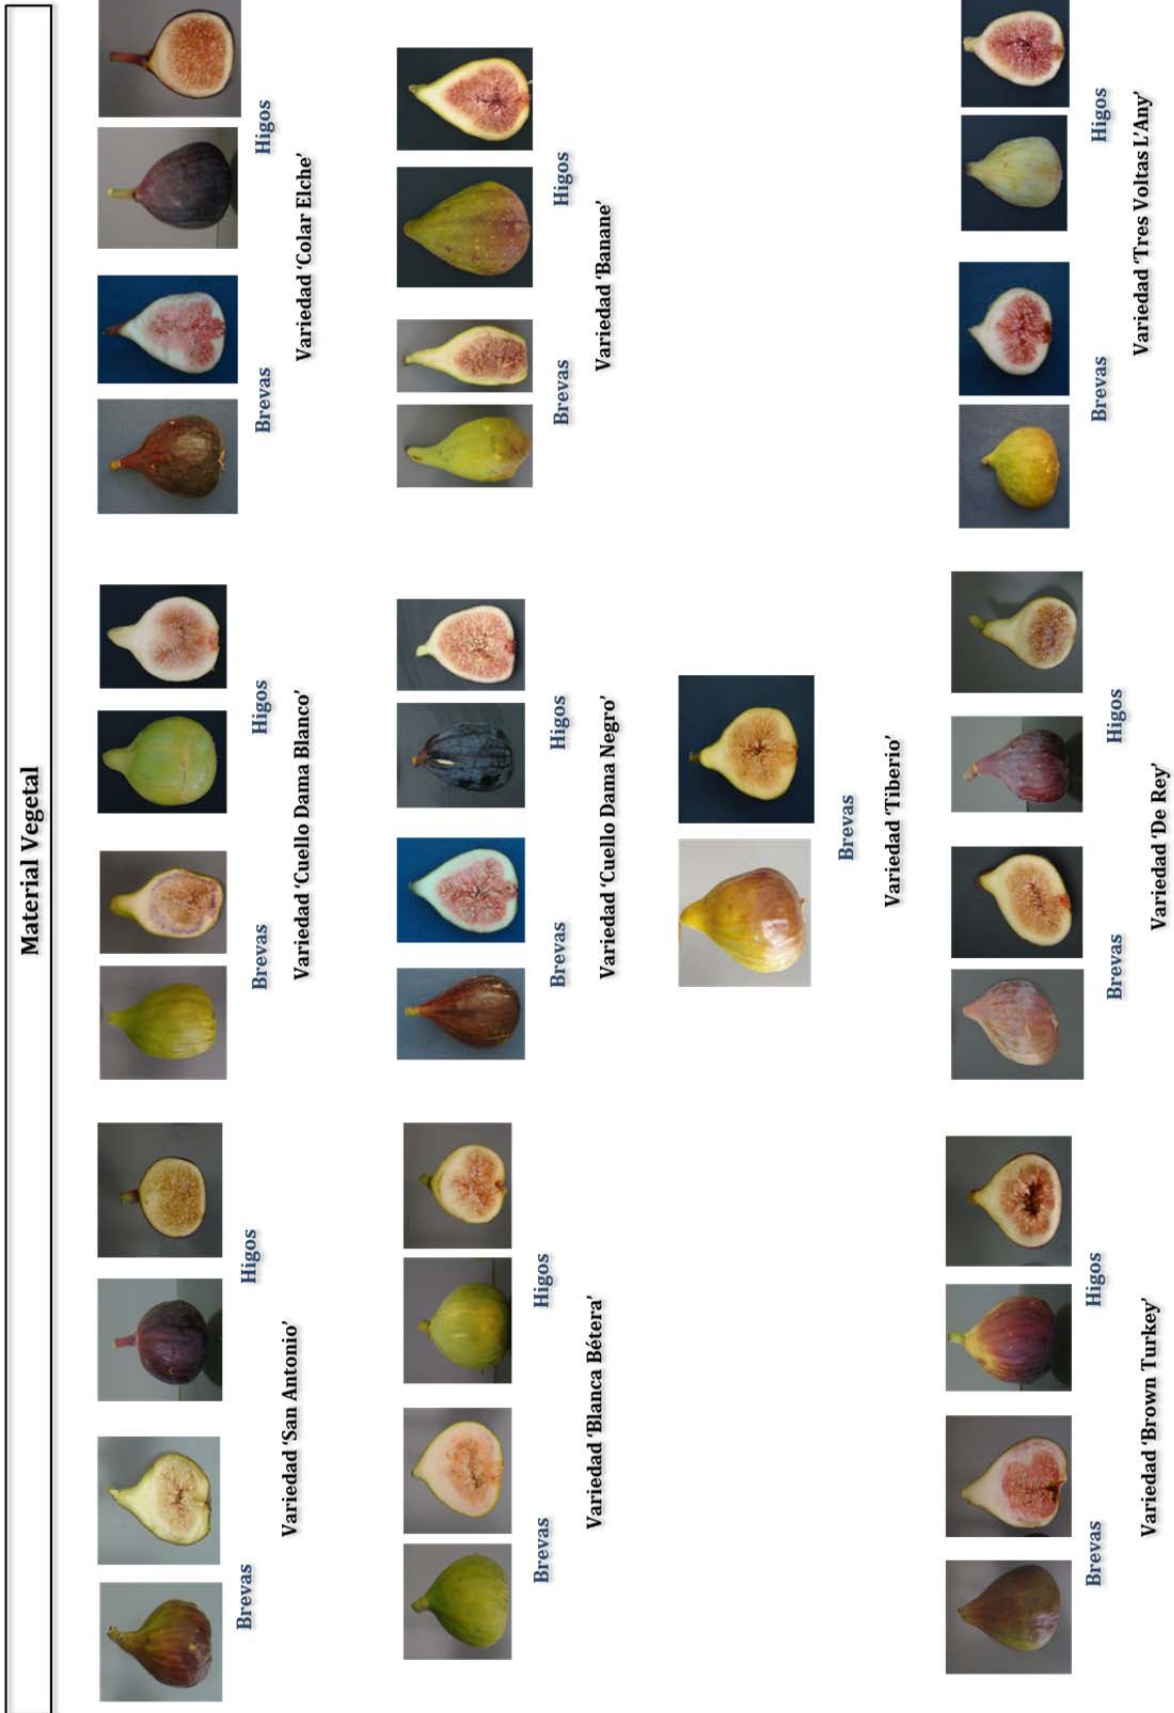 Material Vegetal
Brevas
Higos
Variedad ‘San Antonio’
Brevas
Higos
Variedad ‘Cuello Dama Blanco’
Brevas
Higos
Variedad ‘Colar Elche’
Brevas
Higos
Variedad ‘Blanca Bétera’
Brevas
Higos
Variedad ‘Cuello Dama Negro’
Brevas
Higos
Variedad ‘Banane’
Brevas
Variedad ‘Tiberio’
Brevas
Higos
Variedad ‘Brown Turkey’
Brevas
Higos
Variedad ‘De Rey’
Brevas
Higos
Variedad ‘Tres Voltas L’Any’